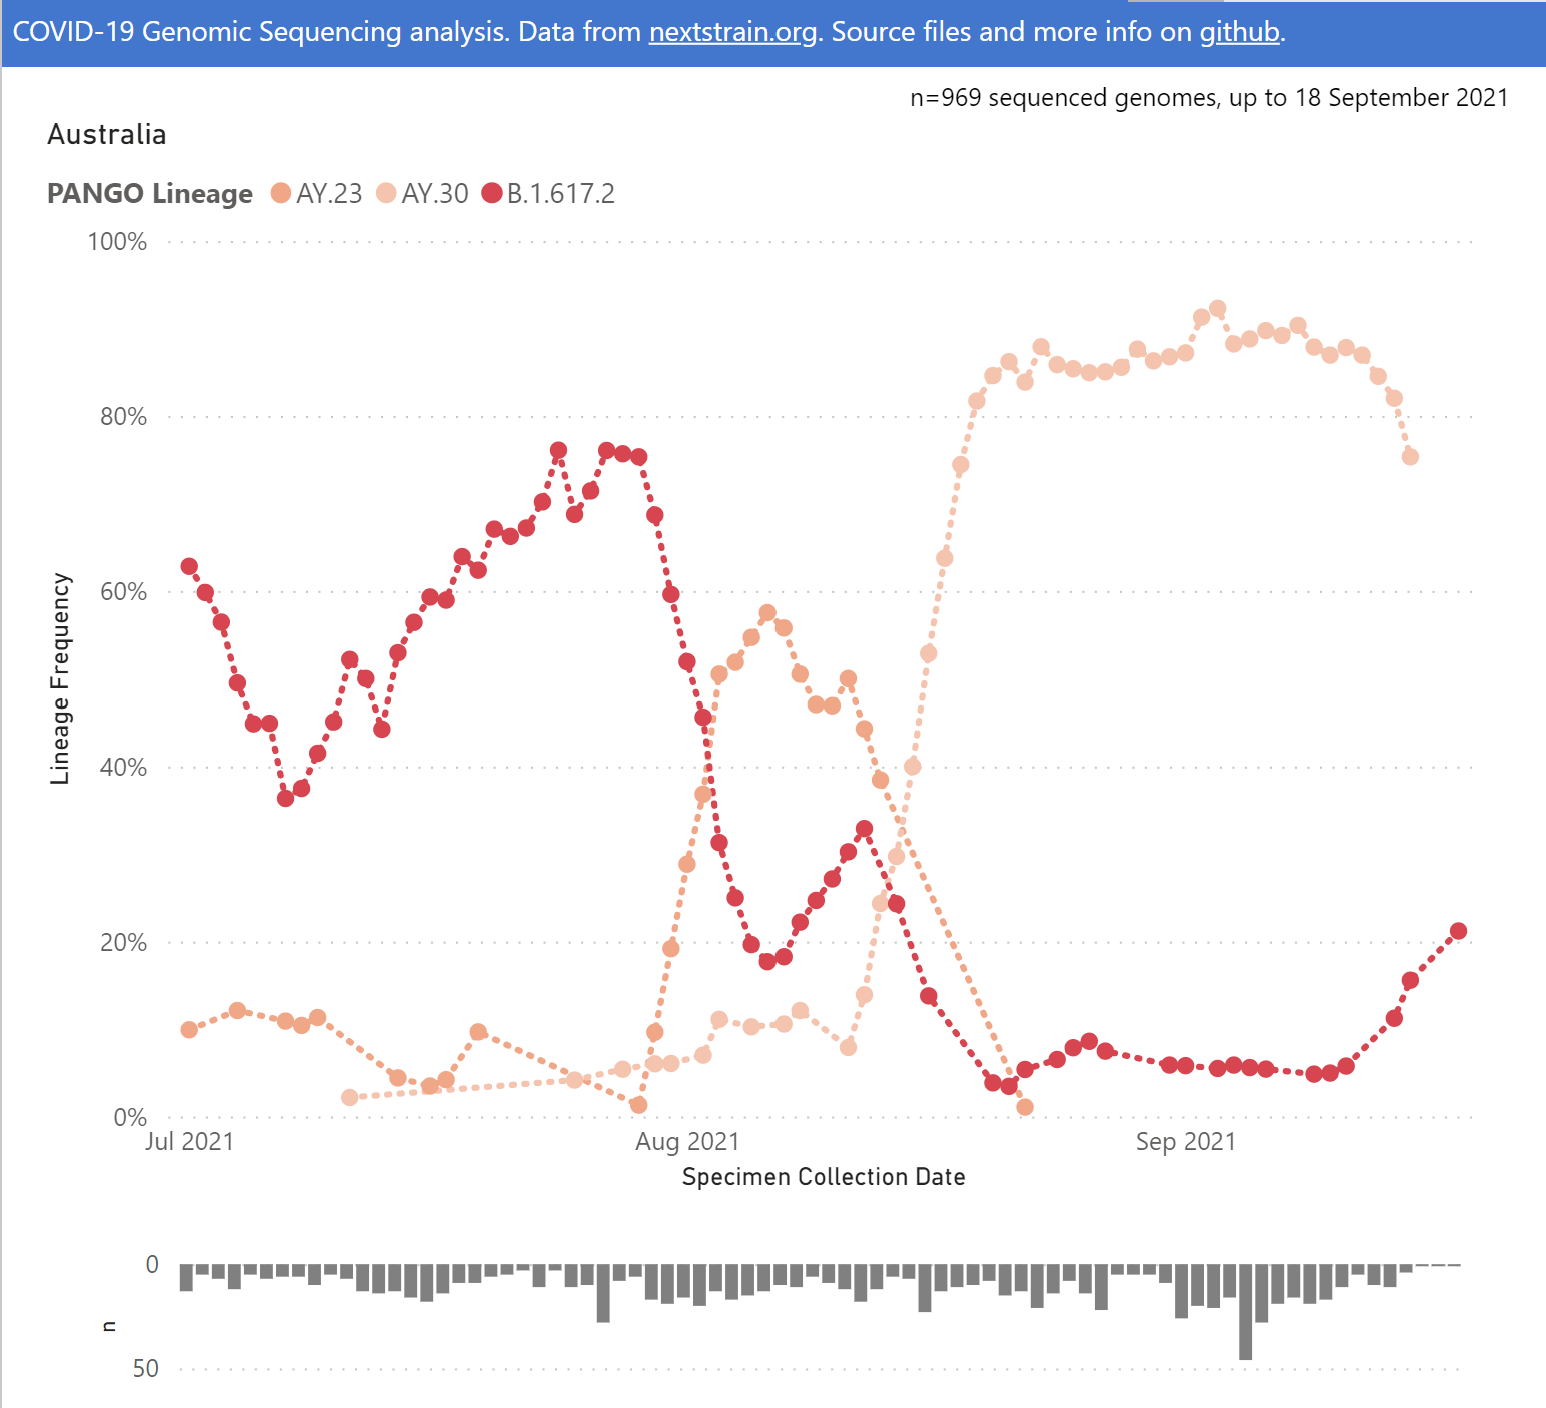 COVID-19 Genomic Sequencing analysis. Data from nextstrain.org. Source files and more info on github.
n=969 sequenced genomes, up to 18 September 2021
Australia
PANGO Lineage AY.23 AY.30 B.1.617.2
100%
80%
60%
40%
20%
0%
Lineage Frequency
Jul 2021 Aug 2021 Sep 2021
Specimen Collection Date
0
n
50